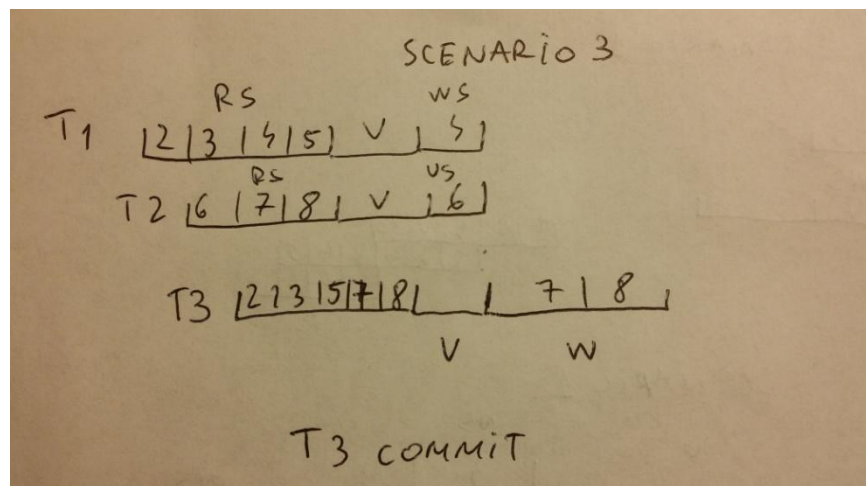 SCENARIO 3
RS WS
T1 |2|3|4|5| V | 4 |
RS WS
T2 |6|7|8| V | 6 |
T3 |2|3|5|7|8| | 7 | 8 |
V W
T3 COMMIT